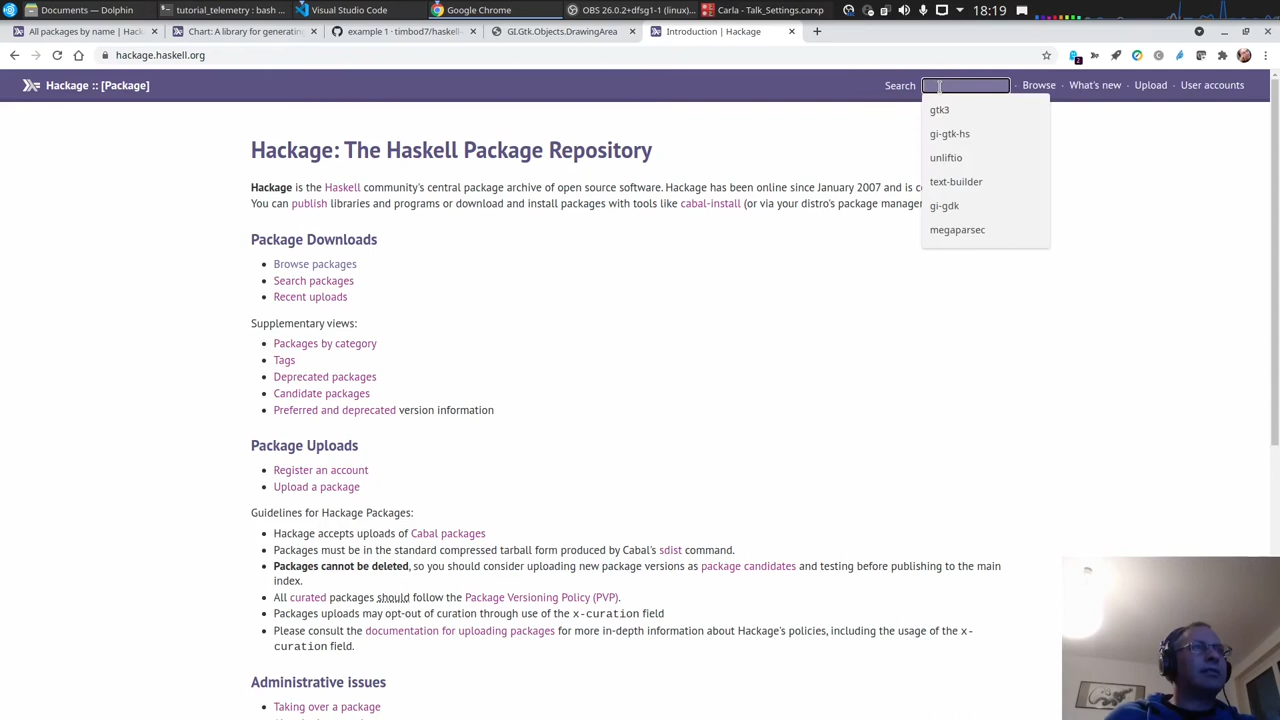 Documents — Dolphin
tutorial_telemetry : bash ...
Visual Studio Code
Google Chrome
OBS 26.0.2+dfsg1-1 (linux)...
Carla - Talk_Settings.carxp
18:19
All packages by name | Hack
Chart: A library for generating
example 1 · timbod7/haskell-
GI.Gtk.Objects.DrawingArea
Introduction | Hackage
hackage.haskell.org
2
Hackage :: [Package]
Search
· Browse · What's new · Upload · User accounts
gtk3
gi-gtk-hs
unliftio
text-builder
gi-gdk
megaparsec
Hackage: The Haskell Package Repository
Hackage is the Haskell community's central package archive of open source software. Hackage has been online since January 2007 and is c
You can publish libraries and programs or download and install packages with tools like cabal-install (or via your distro's package manager
Package Downloads
• Browse packages
• Search packages
• Recent uploads
Supplementary views:
• Packages by category
• Tags
• Deprecated packages
• Candidate packages
• Preferred and deprecated version information
Package Uploads
• Register an account
• Upload a package
Guidelines for Hackage Packages:
• Hackage accepts uploads of Cabal packages
• Packages must be in the standard compressed tarball form produced by Cabal's sdist command.
• Packages cannot be deleted, so you should consider uploading new package versions as package candidates and testing before publishing to the main
index.
• All curated packages should follow the Package Versioning Policy (PVP).
• Packages uploads may opt-out of curation through use of the x-curation field
• Please consult the documentation for uploading packages for more in-depth information about Hackage's policies, including the usage of the x-
curation field.
Administrative issues
• Taking over a package